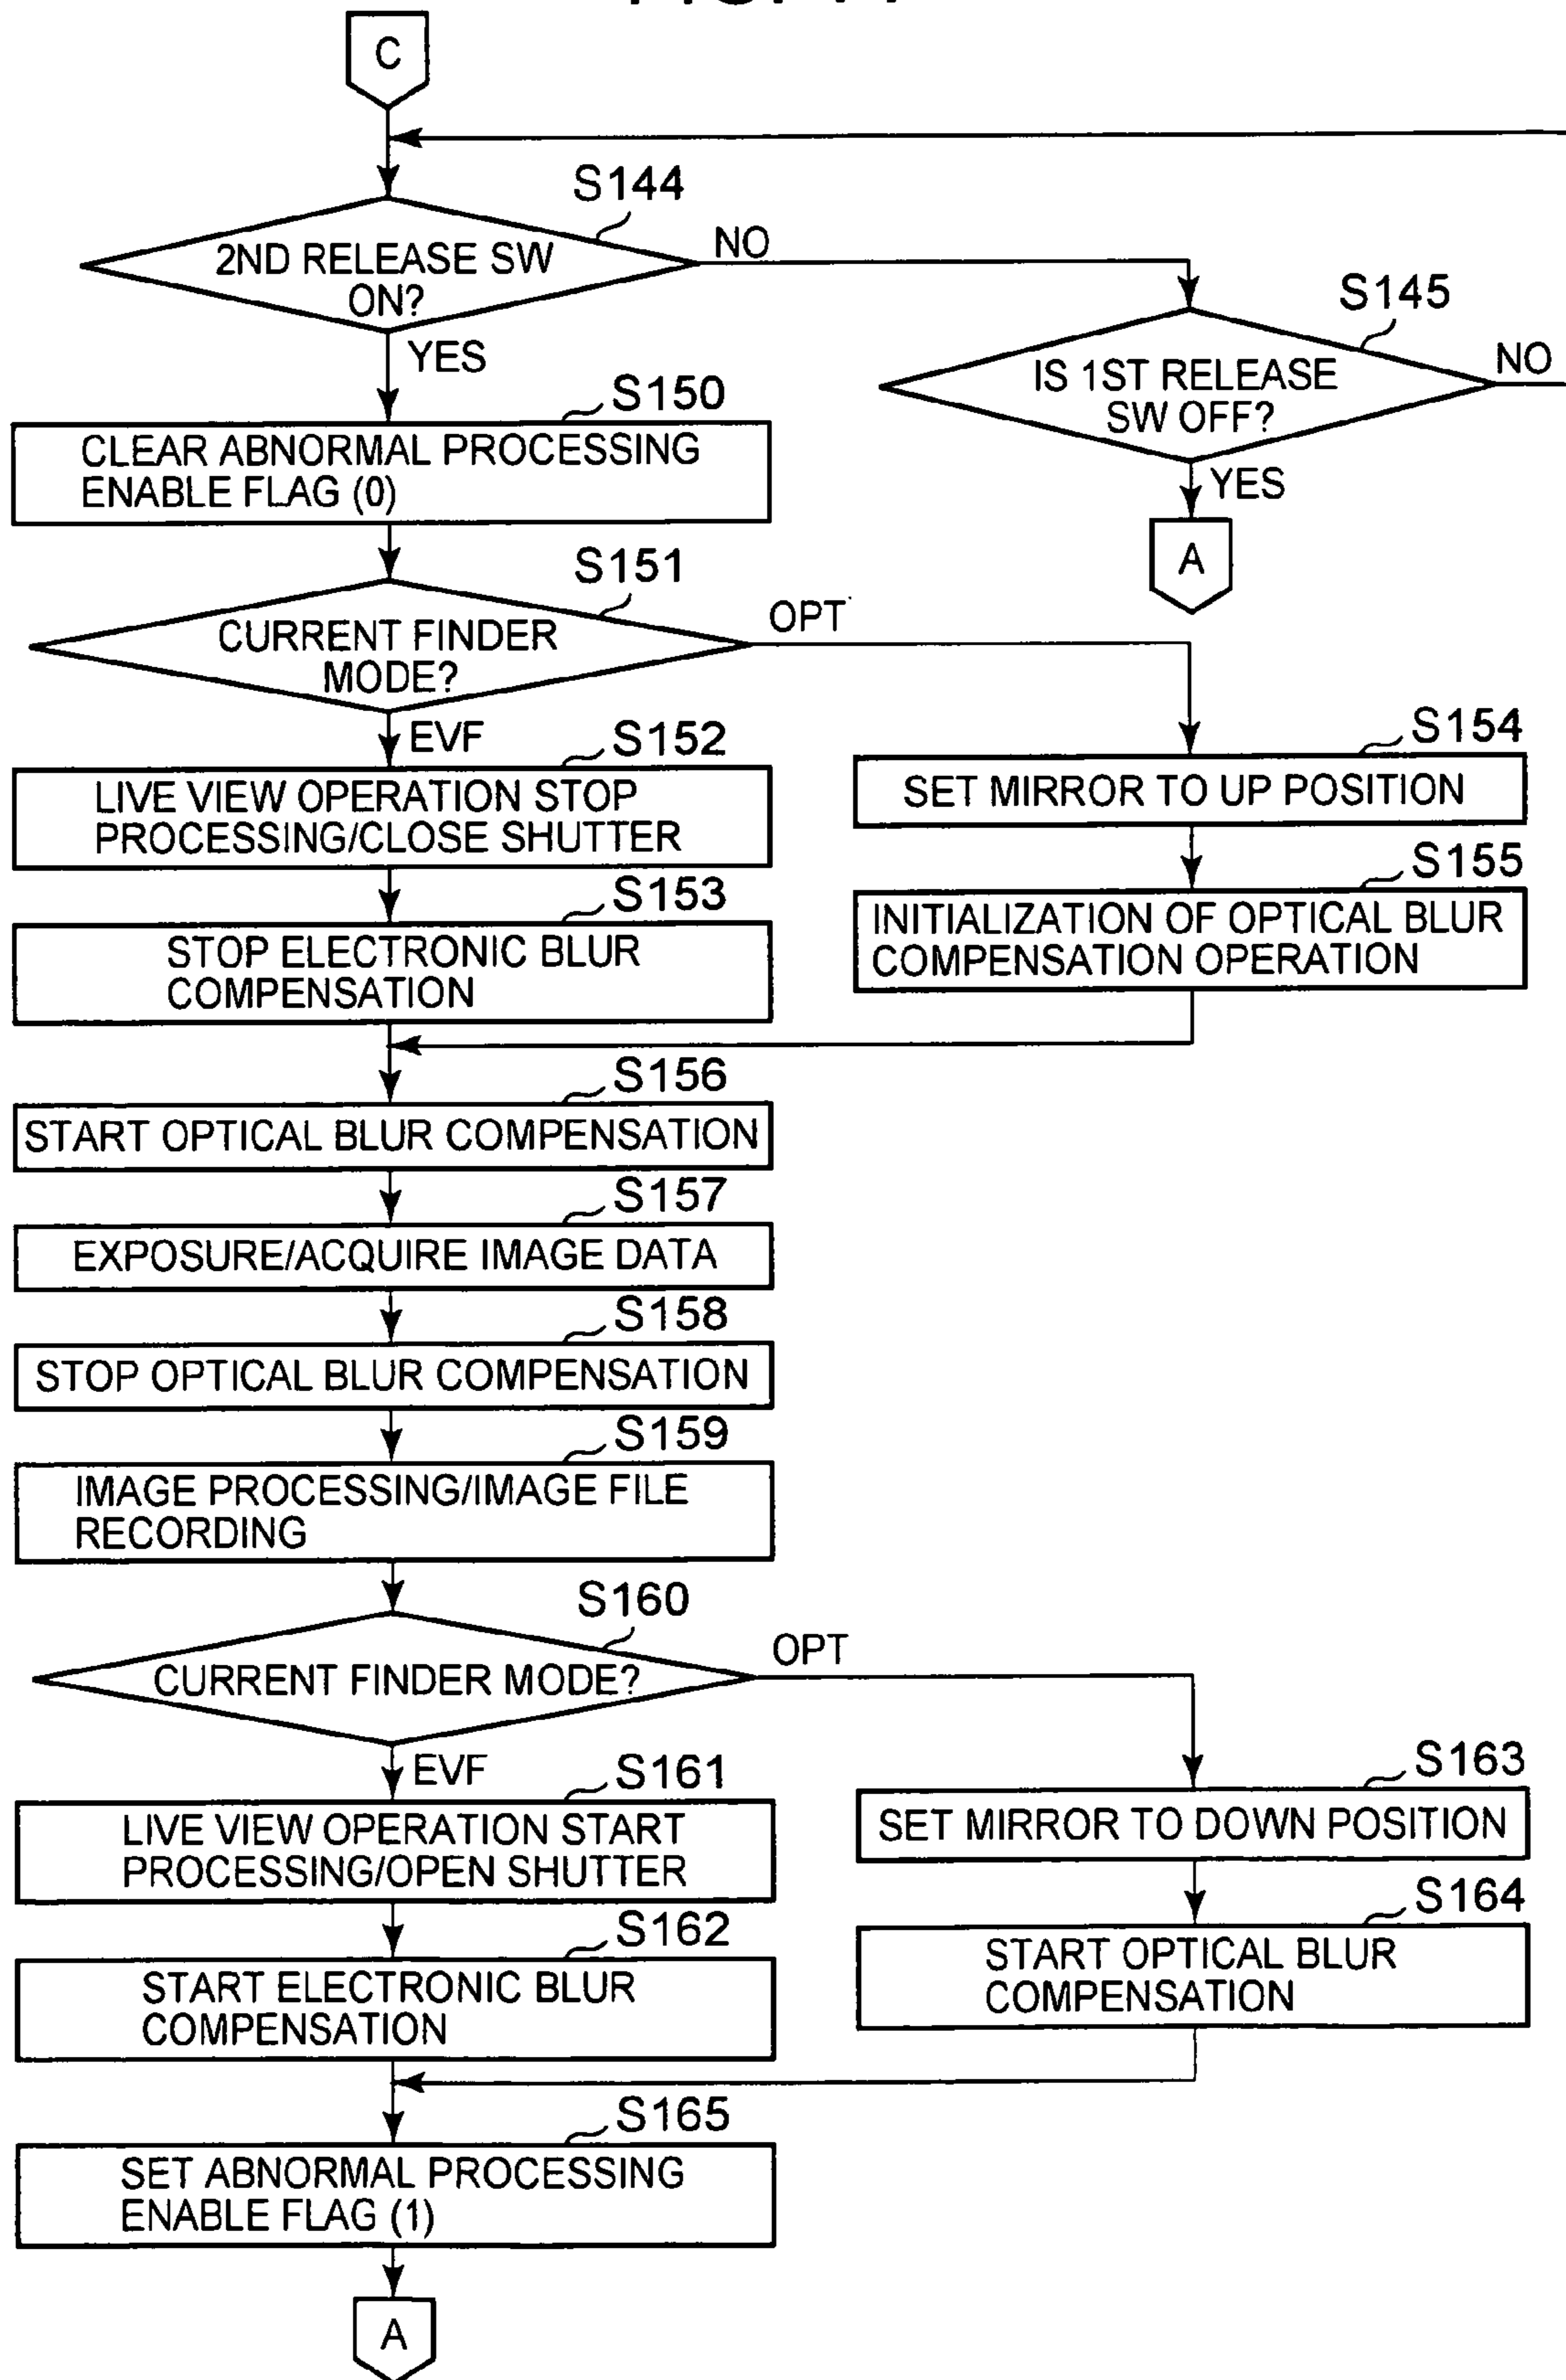 C
S144
2ND RELEASE SW
ON?
NO
YES
S145
IS 1ST RELEASE
SW OFF?
NO
YES
A
S150
CLEAR ABNORMAL PROCESSING
ENABLE FLAG (0)
S151
CURRENT FINDER
MODE?
OPT
EVF
S152
LIVE VIEW OPERATION STOP
PROCESSING/CLOSE SHUTTER
S153
STOP ELECTRONIC BLUR
COMPENSATION
S154
SET MIRROR TO UP POSITION
S155
INITIALIZATION OF OPTICAL BLUR
COMPENSATION OPERATION
S156
START OPTICAL BLUR COMPENSATION
S157
EXPOSURE/ACQUIRE IMAGE DATA
S158
STOP OPTICAL BLUR COMPENSATION
S159
IMAGE PROCESSING/IMAGE FILE
RECORDING
S160
CURRENT FINDER MODE?
OPT
EVF
S161
LIVE VIEW OPERATION START
PROCESSING/OPEN SHUTTER
S162
START ELECTRONIC BLUR
COMPENSATION
S163
SET MIRROR TO DOWN POSITION
S164
START OPTICAL BLUR
COMPENSATION
S165
SET ABNORMAL PROCESSING
ENABLE FLAG (1)
A